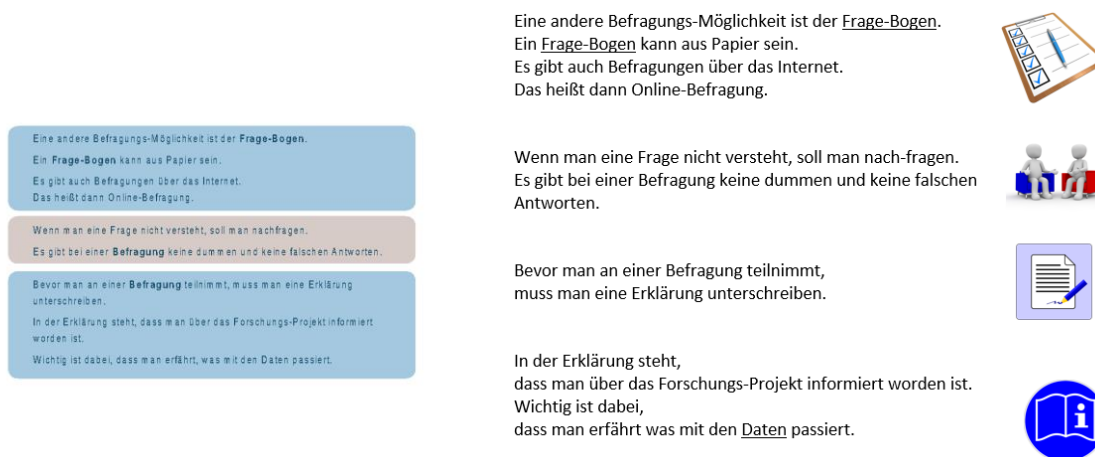 Eine andere Befragungs-Möglichkeit ist der Frage-Bogen.
Ein Frage-Bogen kann aus Papier sein.
Es gibt auch Befragungen über das Internet.
Das heißt dann Online-Befragung.
Wenn man eine Frage nicht versteht, soll man nachfragen.
Es gibt bei einer Befragung keine dummen und keine falschen Antworten.
Bevor man an einer Befragung teilnimmt, muss man eine Erklärung
unterschreiben.
In der Erklärung steht, dass man über das Forschungs-Projekt informiert
worden ist.
Wichtig ist dabei, dass man erfährt, was mit den Daten passiert.
Eine andere Befragungs-Möglichkeit ist der Frage-Bogen.
Ein Frage-Bogen kann aus Papier sein.
Es gibt auch Befragungen über das Internet.
Das heißt dann Online-Befragung.
Wenn man eine Frage nicht versteht, soll man nach-fragen.
Es gibt bei einer Befragung keine dummen und keine falschen
Antworten.
Bevor man an einer Befragung teilnimmt,
muss man eine Erklärung unterschreiben.
In der Erklärung steht,
dass man über das Forschungs-Projekt informiert worden ist.
Wichtig ist dabei,
dass man erfährt was mit den Daten passiert.
i